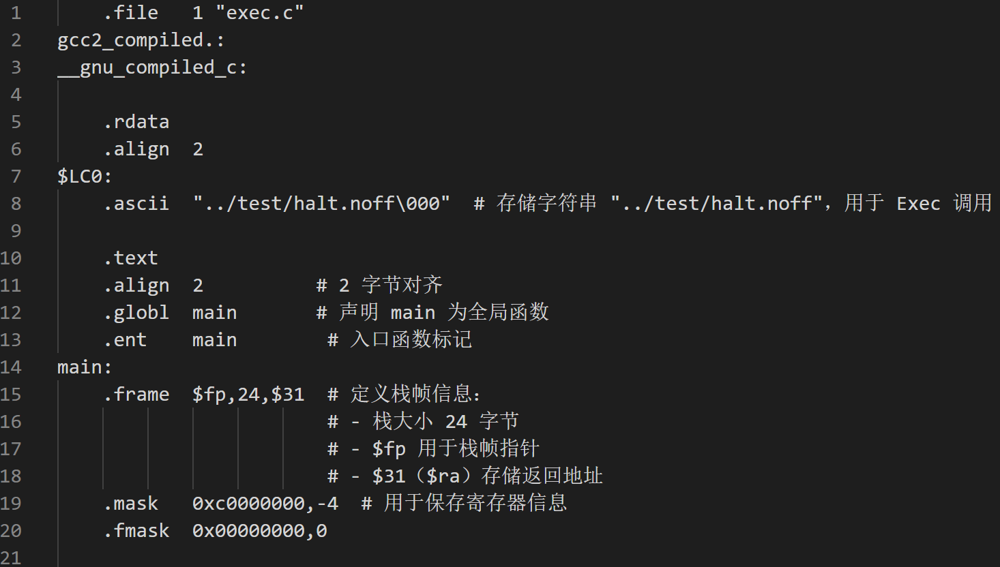 1 .file 1 "exec.c"
2 gcc2_compiled.:
3 __gnu_compiled_c:
4
5 .rdata
6 .align 2
7 $LC0:
8 .ascii "../test/halt.noff\000" # 存储字符串 "../test/halt.noff"，用于 Exec 调用
9
10 .text
11 .align 2 # 2 字节对齐
12 .globl main # 声明 main 为全局函数
13 .ent main # 入口函数标记
14 main:
15 .frame $fp,24,$31 # 定义栈帧信息：
16 # - 栈大小 24 字节
17 # - $fp 用于栈帧指针
18 # - $31（$ra）存储返回地址
19 .mask 0xc0000000,-4 # 用于保存寄存器信息
20 .fmask 0x00000000,0
21